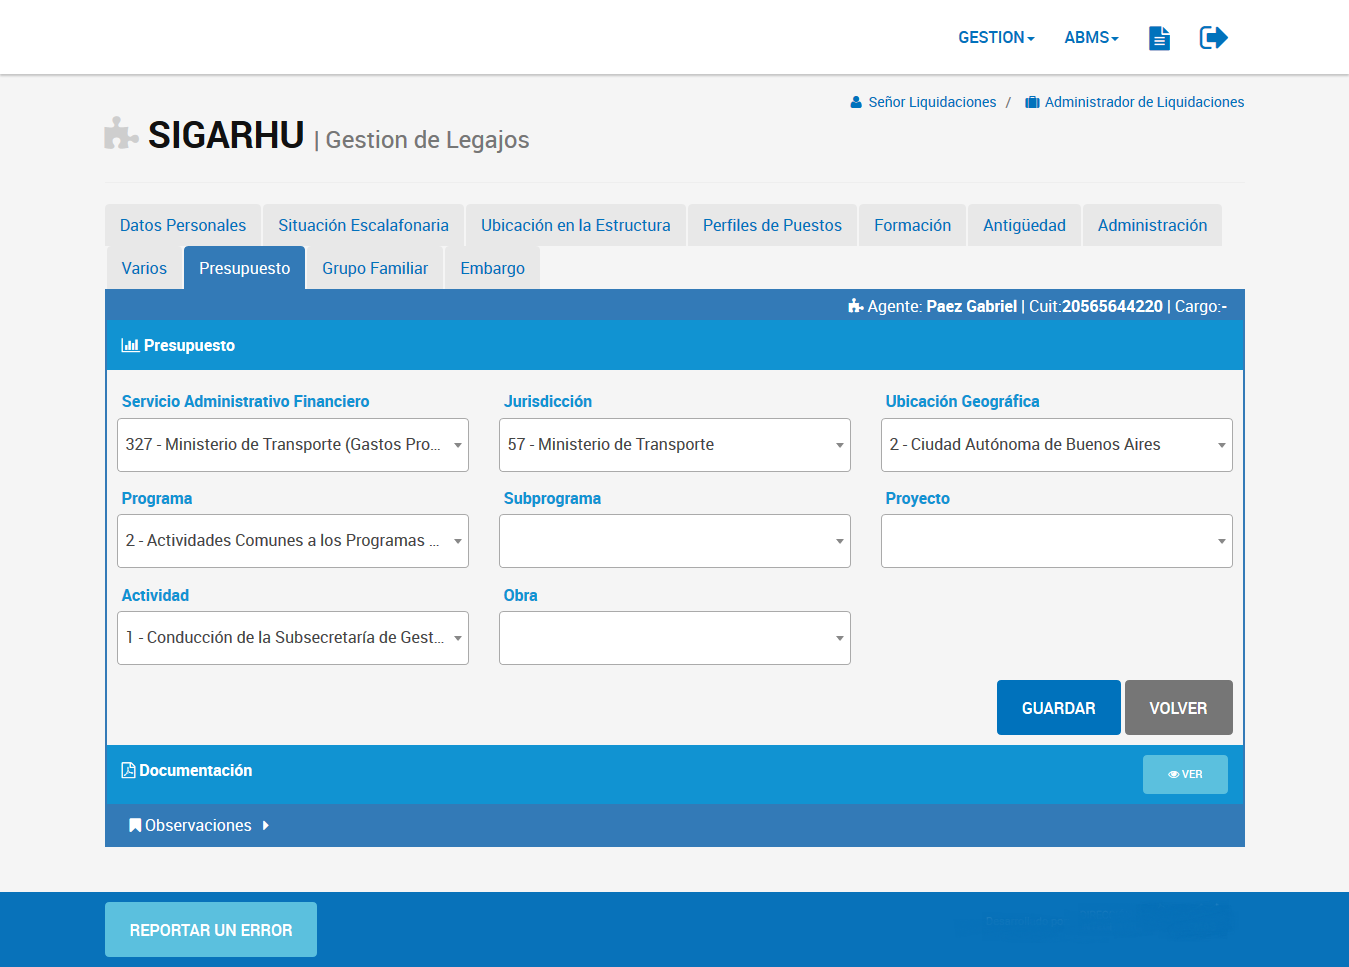 GESTION ABMS
Señor Liquidaciones / Administrador de Liquidaciones
SIGARHU | Gestion de Legajos
Datos Personales Situación Escalafonaria Ubicación en la Estructura Perfiles de Puestos Formación Antigüedad Administración
Varios Presupuesto Grupo Familiar Embargo
Agente: Paez Gabriel | Cuit:20565644220 | Cargo:-
Presupuesto
Servicio Administrativo Financiero Jurisdicción Ubicación Geográfica
327 - Ministerio de Transporte (Gastos Pro... 57 - Ministerio de Transporte 2 - Ciudad Autónoma de Buenos Aires
Programa Subprograma Proyecto
2 - Actividades Comunes a los Programas ...
Actividad Obra
1 - Conducción de la Subsecretaría de Gest...
GUARDAR VOLVER
Documentación VER
Observaciones
REPORTAR UN ERROR